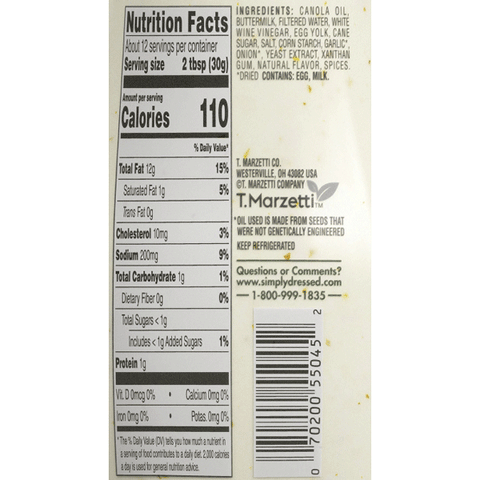 Nutrition Facts
About 12 servings per container
Serving size 2 tbsp (30g)
Amount per serving
Calories 110
% Daily Value*
Total Fat 12g 15%
Saturated Fat 1g 5%
Trans Fat 0g
Cholesterol 10mg 3%
Sodium 200mg 9%
Total Carbohydrate 1g 1%
Dietary Fiber 0g 0%
Total Sugars < 1g
Includes < 1g Added Sugars 1%
Protein 1g
Vit. D 0mcg 0% • Calcium 0mg 0%
Iron 0mg 0% • Potas. 0mg 0%
*The % Daily Value (DV) tells you how much a nutrient in
a serving of food contributes to a daily diet. 2,000 calories
a day is used for general nutrition advice.
INGREDIENTS: CANOLA OIL,
BUTTERMILK, FILTERED WATER, WHITE
WINE VINEGAR, EGG YOLK, CANE
SUGAR, SALT, CORN STARCH, GARLIC*,
ONION*, YEAST EXTRACT, XANTHAN
GUM, NATURAL FLAVOR, SPICES.
*DRIED CONTAINS: EGG, MILK.
T. MARZETTI CO.
WESTERVILLE, OH 43082 USA
©T. MARZETTI COMPANY
T.Marzetti™
*OIL USED IS MADE FROM SEEDS THAT
WERE NOT GENETICALLY ENGINEERED
KEEP REFRIGERATED
Questions or Comments?
www.simplydressed.com
1-800-999-1835
0 70200 55045 2